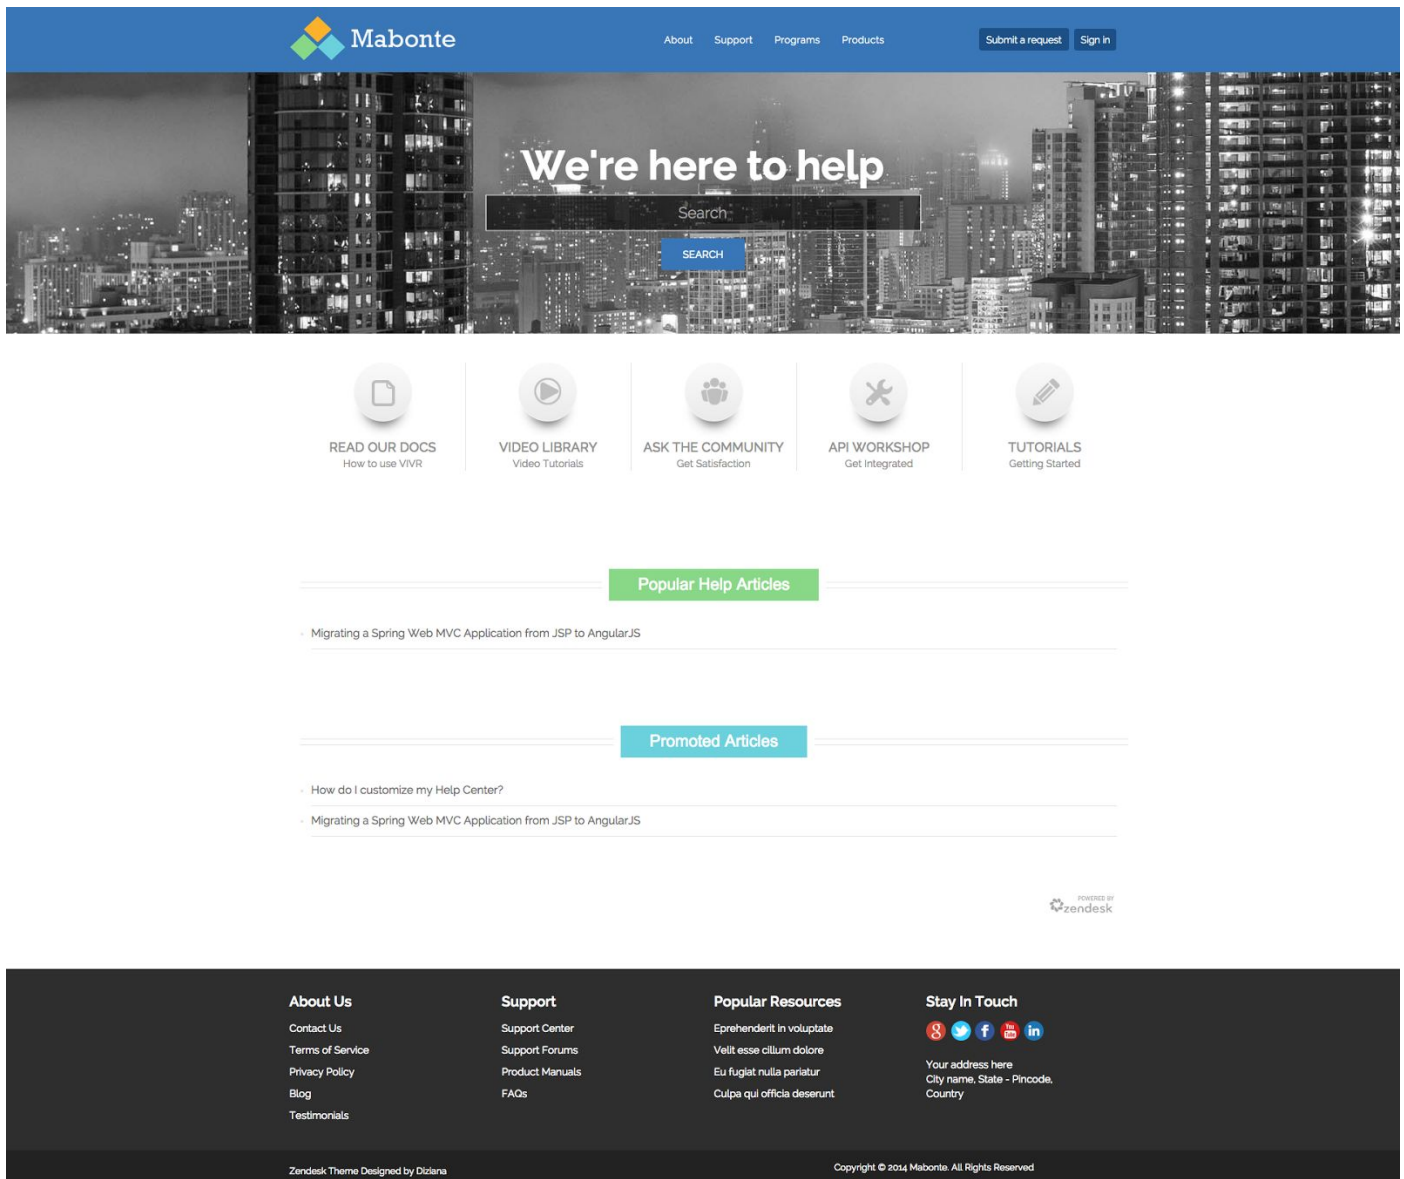 Mabonte
About Support Programs Products
Submit a request Sign in
We're here to help
Search
SEARCH
READ OUR DOCS
How to use VIVR
VIDEO LIBRARY
Video Tutorials
ASK THE COMMUNITY
Get Satisfaction
API WORKSHOP
Get Integrated
TUTORIALS
Getting Started
Popular Help Articles
Migrating a Spring Web MVC Application from JSP to AngularJS
Promoted Articles
How do I customize my Help Center?
Migrating a Spring Web MVC Application from JSP to AngularJS
POWERED BY
zendesk
About Us
Contact Us
Terms of Service
Privacy Policy
Blog
Testimonials
Support
Support Center
Support Forums
Product Manuals
FAQs
Popular Resources
Eprehenderit in voluptate
Velit esse cillum dolore
Eu fugiat nulla pariatur
Culpa qui officia deserunt
Stay In Touch
8 f You Tube in
Your address here
City name, State - Pincode,
Country
Zendesk Theme Designed by Diziana
Copyright © 2014 Mabonte. All Rights Reserved